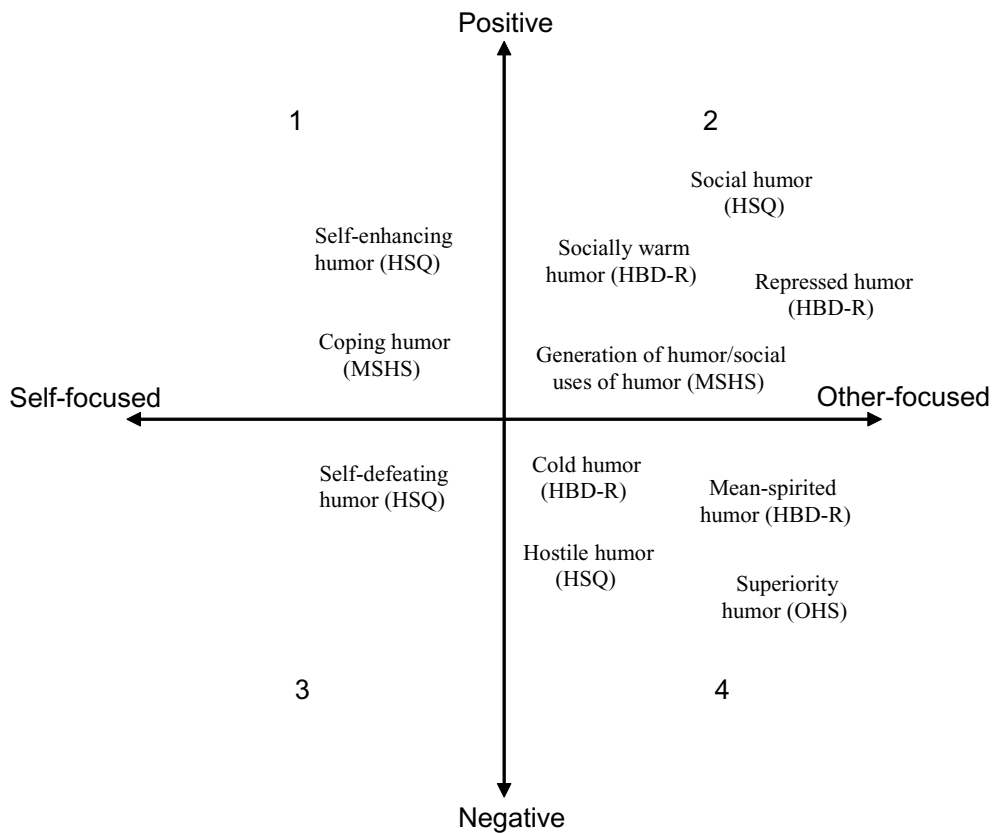 Positive
1
2
Social humor
(HSQ)
Self-enhancing
humor (HSQ)
Socially warm
humor (HBD-R)
Repressed humor
(HBD-R)
Coping humor
(MSHS)
Generation of humor/social
uses of humor (MSHS)
Self-focused
Other-focused
Self-defeating
humor (HSQ)
Cold humor
(HBD-R)
Mean-spirited
humor (HBD-R)
Hostile humor
(HSQ)
Superiority
humor (OHS)
3
4
Negative